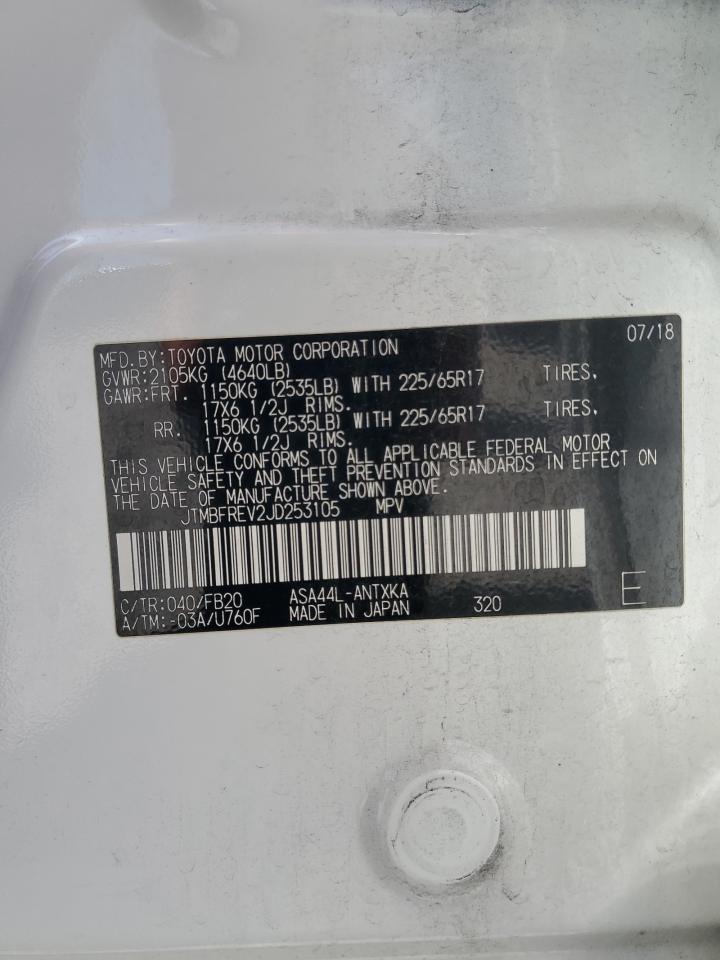 07/18
MFD.BY:TOYOTA MOTOR CORPORATION
GVWR:2105KG (4640LB)
GAWR:FRT. 1150KG (2535LB) WITH 225/65R17 TIRES,
17X6 1/2J RIMS.
RR. 1150KG (2535LB) WITH 225/65R17 TIRES,
17X6 1/2J RIMS.
THIS VEHICLE CONFORMS TO ALL APPLICABLE FEDERAL MOTOR
VEHICLE SAFETY AND THEFT PREVENTION STANDARDS IN EFFECT ON
THE DATE OF MANUFACTURE SHOWN ABOVE.
JTMBFREV2JD253105 MPV
C/TR:040/FB20 ASA44L-ANTXKA
A/TM:-03A/U760F MADE IN JAPAN 320 E